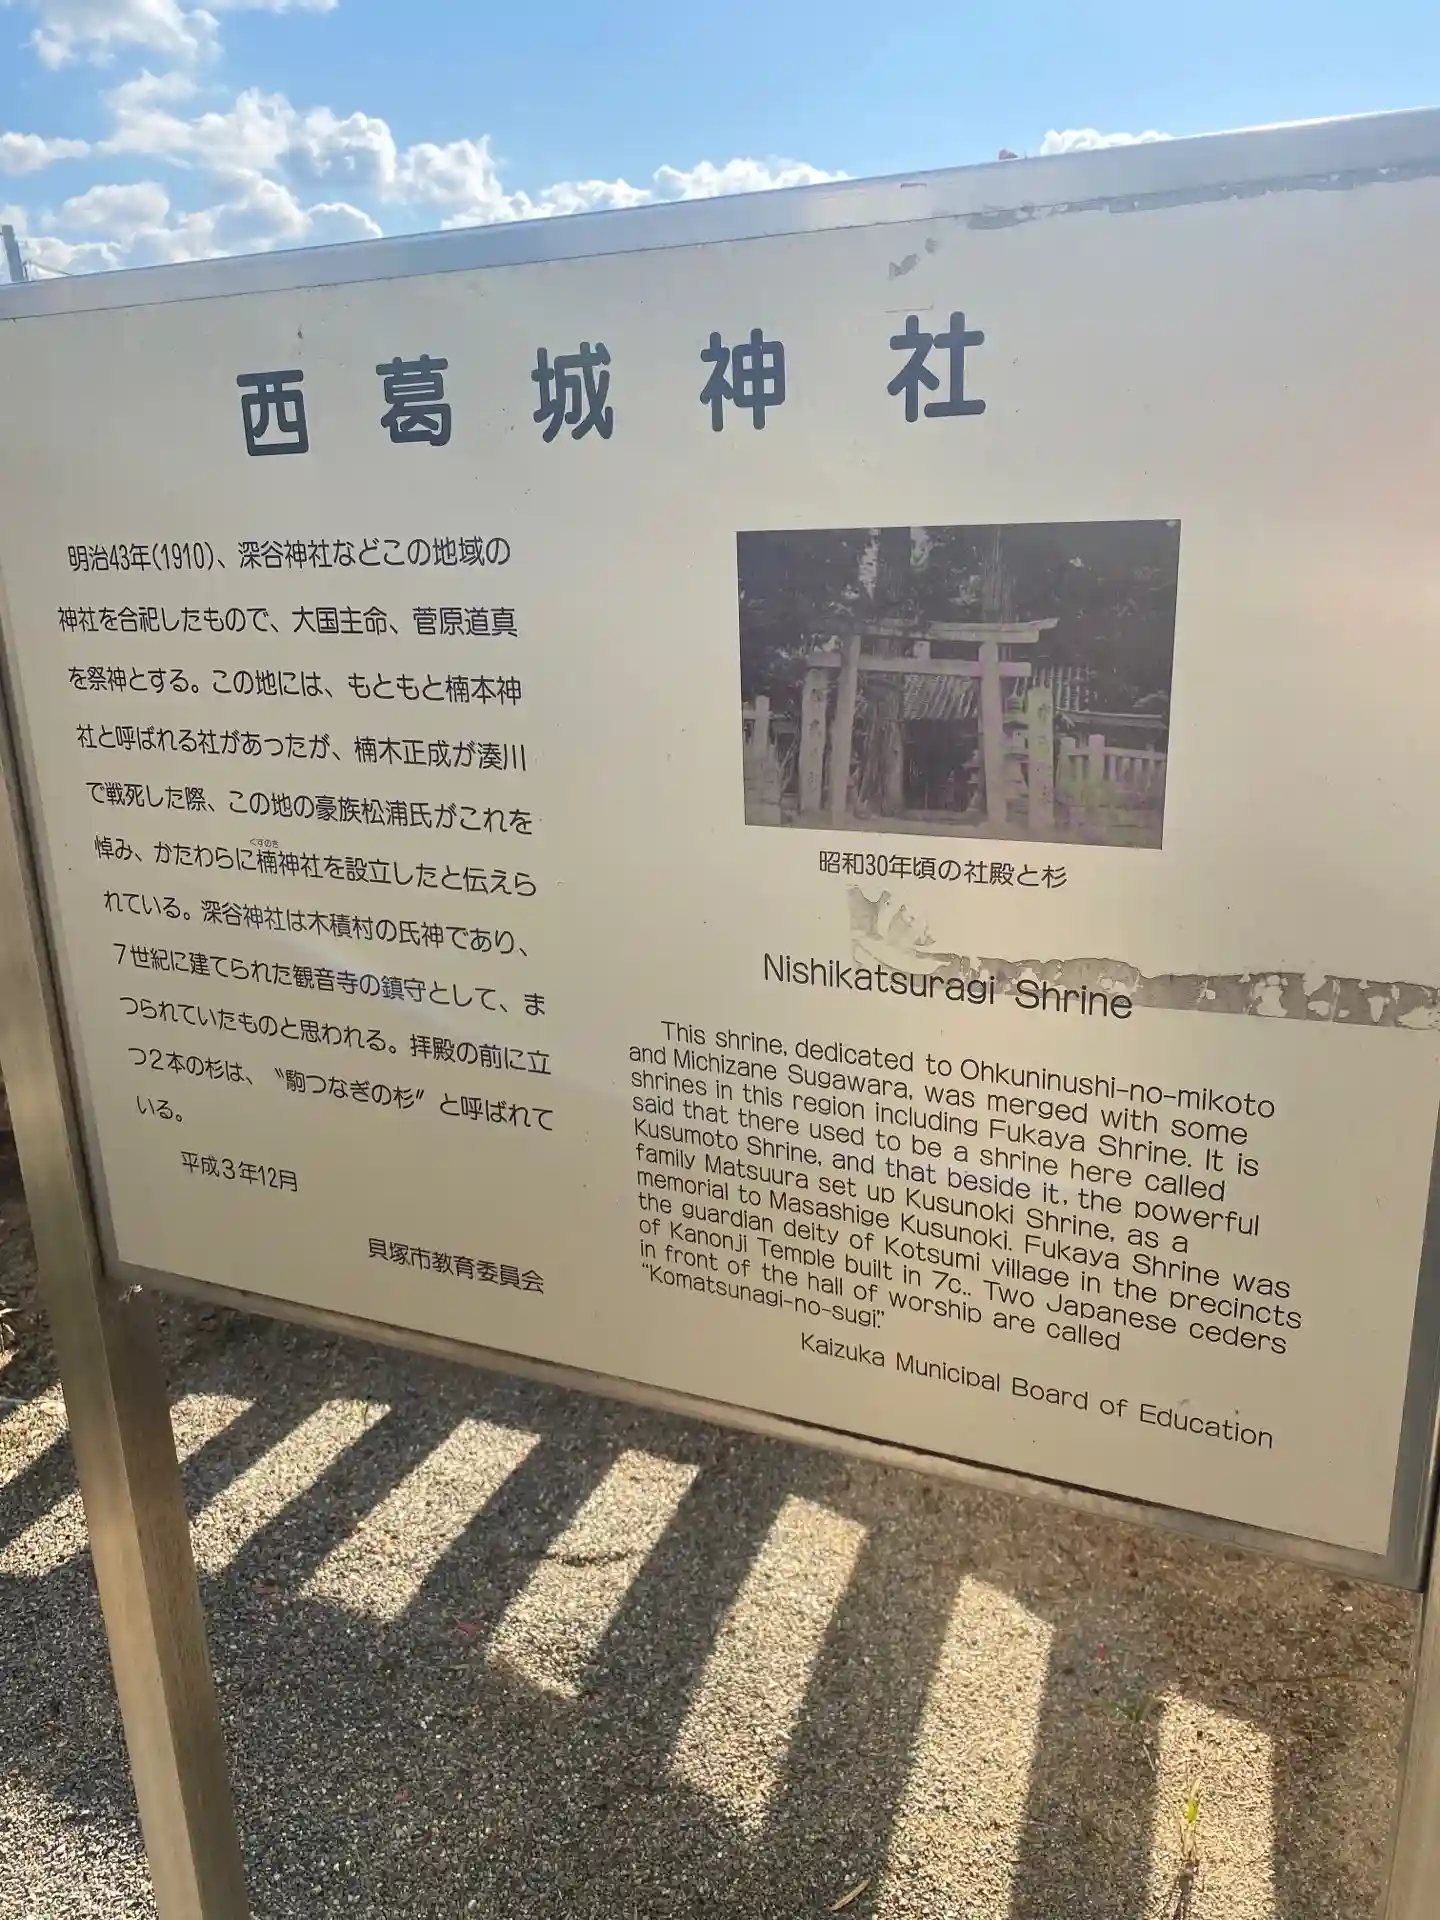 西葛城神社
明治43年(1910)、深谷神社などこの地域の
神社を合祀したもので、大国主命、菅原道真
を祭神とする。この地には、もともと楠本神
社と呼ばれる社があったが、楠木正成が湊川
で戦死した際、この地の豪族松浦氏がこれを
悼み、かたわらに楠神社を設立したと伝えら
くすのき
れている。深谷神社は木積村の氏神であり、
7世紀に建てられた観音寺の鎮守として、ま
つられていたものと思われる。拝殿の前に立
つ2本の杉は、〝駒つなぎの杉〟と呼ばれて
いる。
平成3年12月
貝塚市教育委員会
昭和30年頃の社殿と杉
Nishikatsuragi Shrine
This shrine, dedicated to Ohkuninushi-no-mikoto
and Michizane Sugawara, was merged with some
shrines in this region including Fukaya Shrine. It is
said that there used to be a shrine here called
Kusumoto Shrine, and that beside it, the powerful
family Matsuura set up Kusunoki Shrine, as a
memorial to Masashige Kusunoki. Fukaya Shrine was
the guardian deity of Kotsumi village in the precincts
of Kanonji Temple built in 7c.. Two Japanese ceders
in front of the hall of worship are called
"Komatsunagi-no-sugi."
Kaizuka Municipal Board of Education